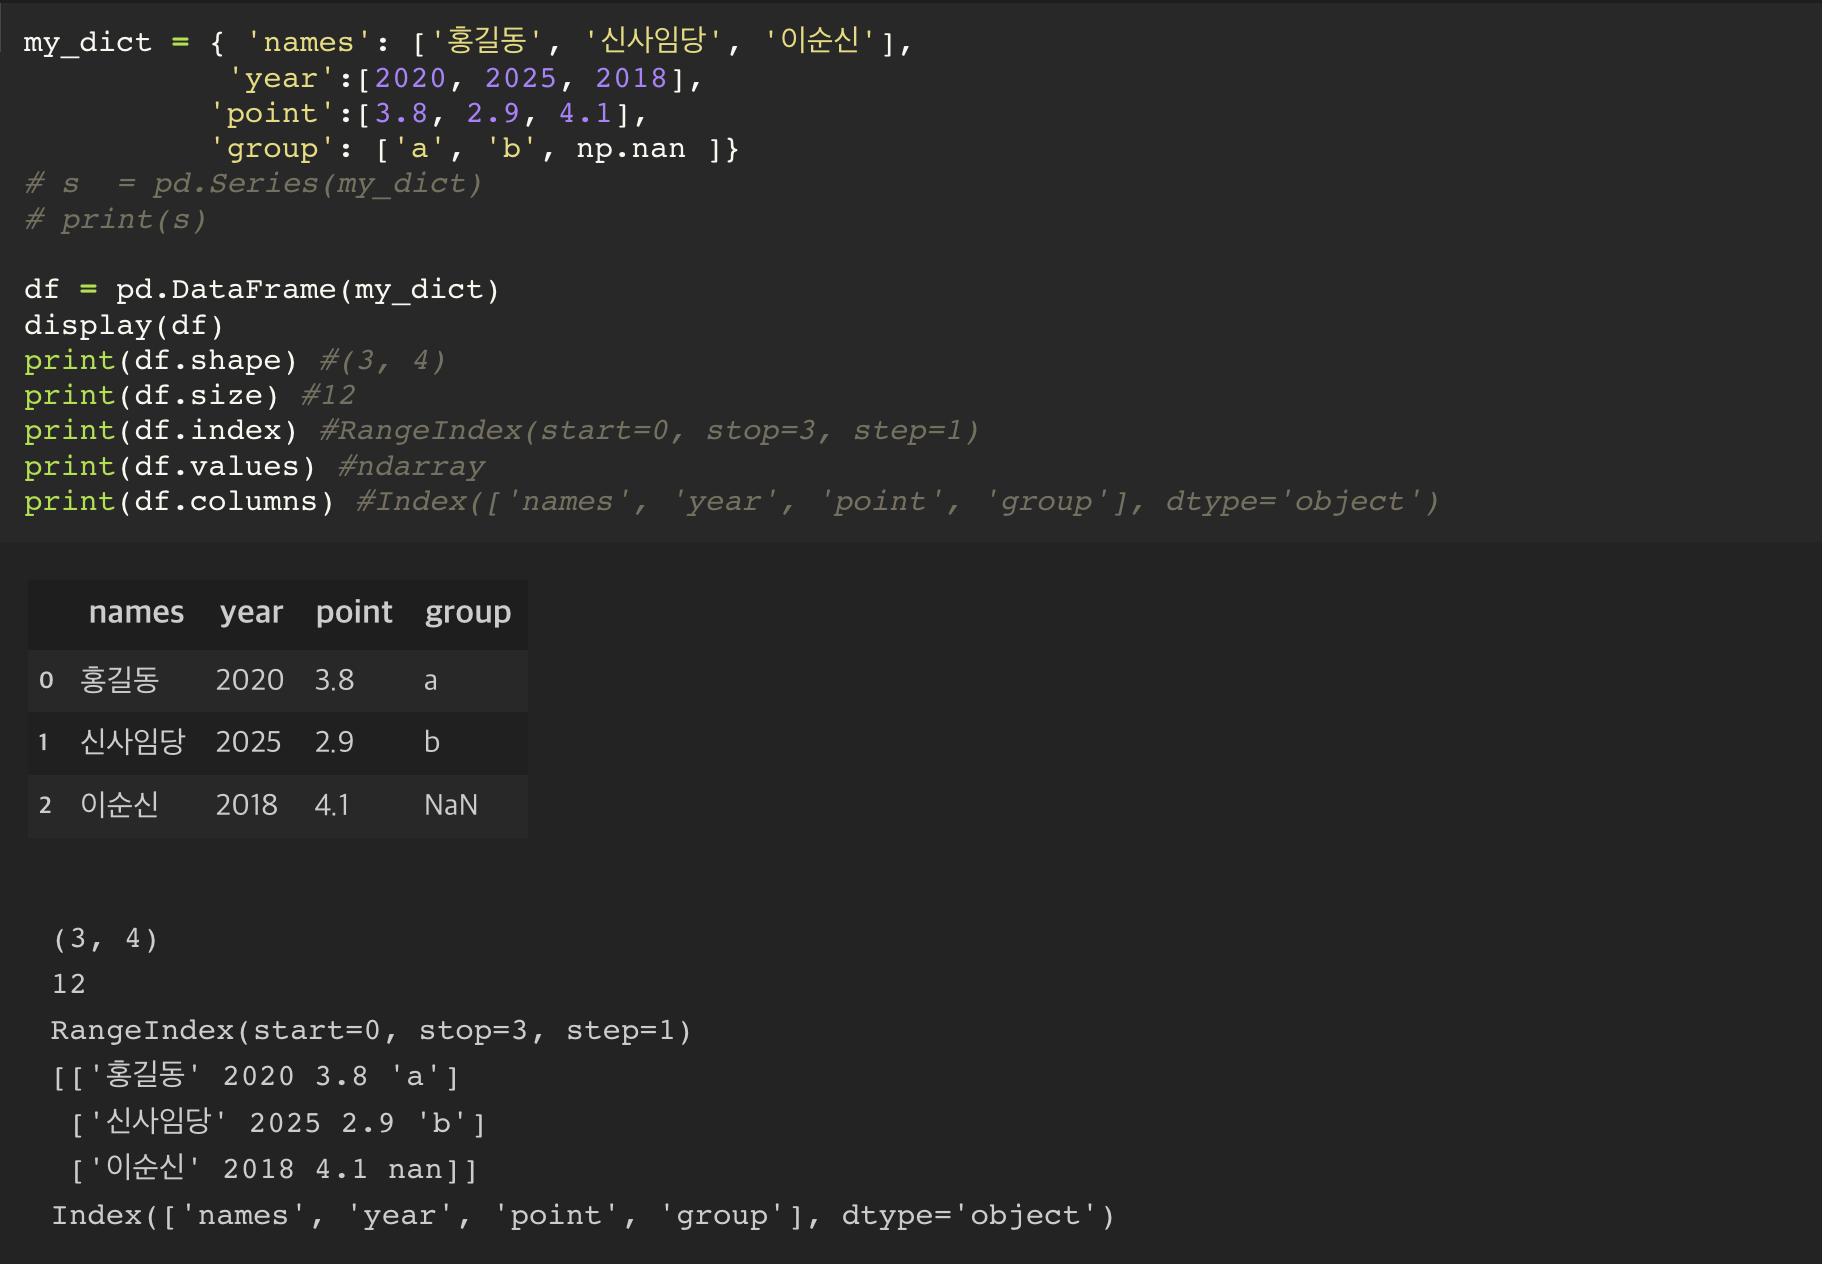 my_dict = { 'names': ['홍길동', '신사임당', '이순신'],
'year':[2020, 2025, 2018],
'point':[3.8, 2.9, 4.1],
'group': ['a', 'b', np.nan ]}
# s  = pd.Series(my_dict)
# print(s)
df = pd.DataFrame(my_dict)
display(df)
print(df.shape) #(3, 4)
print(df.size) #12
print(df.index) #RangeIndex(start=0, stop=3, step=1)
print(df.values) #ndarray
print(df.columns) #Index(['names', 'year', 'point', 'group'], dtype='object')
names year point group
0 홍길동 2020 3.8 a
1 신사임당 2025 2.9 b
2 이순신 2018 4.1 NaN
(3, 4)
12
RangeIndex(start=0, stop=3, step=1)
[['홍길동' 2020 3.8 'a']
['신사임당' 2025 2.9 'b']
['이순신' 2018 4.1 nan]]
Index(['names', 'year', 'point', 'group'], dtype='object')